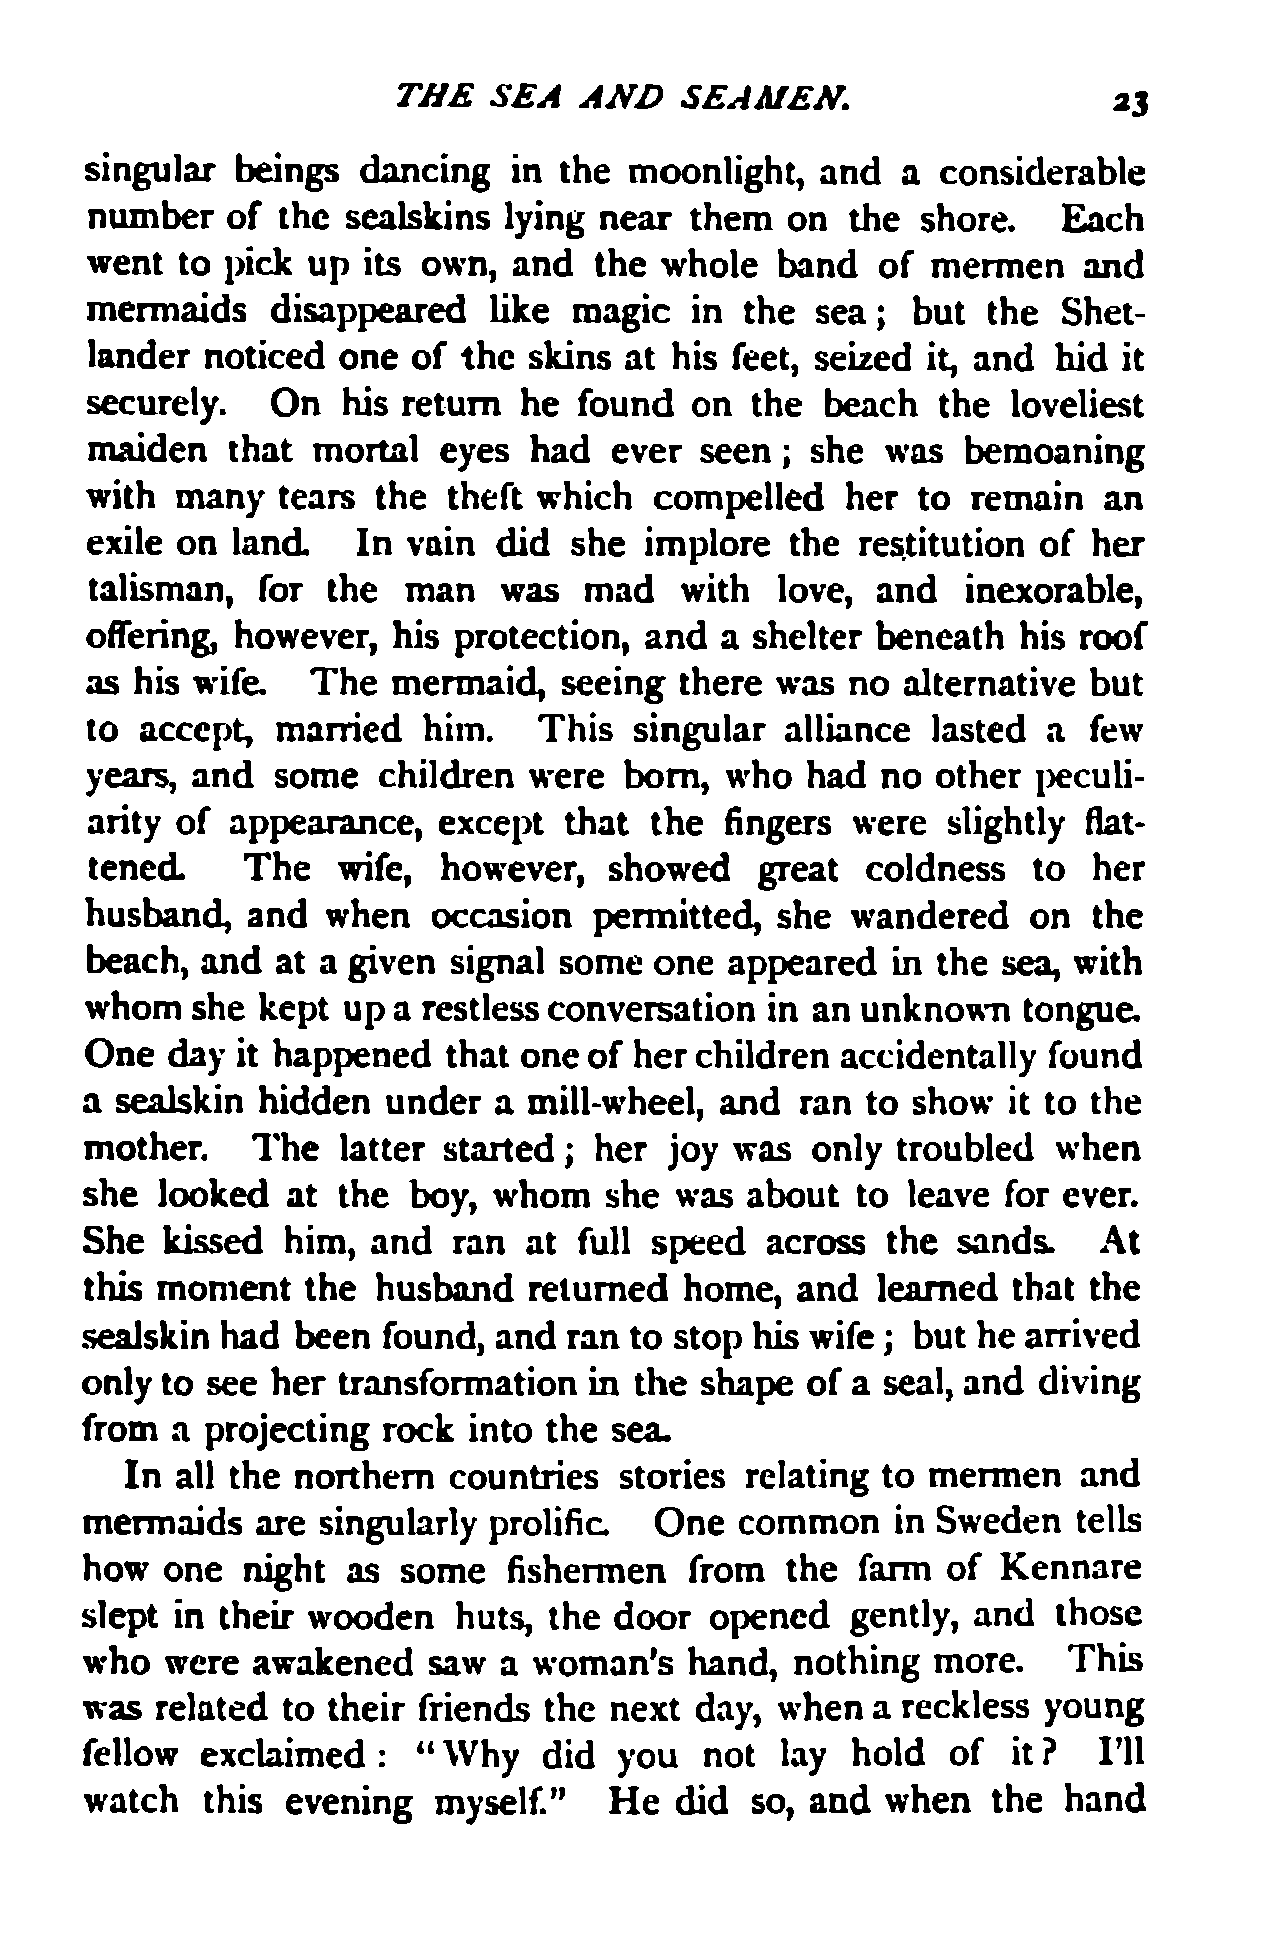 THE SEA AND SEAMEN. 23
singular beings dancing in the moonlight, and a considerable
number of the sealskins lying near them on the shore. Each
went to pick up its own, and the whole band of mermen and
mermaids disappeared like magic in the sea; but the Shet-
lander noticed one of the skins at his feet, seized it, and hid it
securely. On his return he found on the beach the loveliest
maiden that mortal eyes had ever seen; she was bemoaning
with many tears the theft which compelled her to remain an
exile on land. In vain did she implore the restitution of her
talisman, for the man was mad with love, and inexorable,
offering, however, his protection, and a shelter beneath his roof
as his wife. The mermaid, seeing there was no alternative but
to accept, married him. This singular alliance lasted a few
years, and some children were born, who had no other peculi-
arity of appearance, except that the fingers were slightly flat-
tened. The wife, however, showed great coldness to her
husband, and when occasion permitted, she wandered on the
beach, and at a given signal some one appeared in the sea, with
whom she kept up a restless conversation in an unknown tongue.
One day it happened that one of her children accidentally found
a sealskin hidden under a mill-wheel, and ran to show it to the
mother. The latter started; her joy was only troubled when
she looked at the boy, whom she was about to leave for ever.
She kissed him, and ran at full speed across the sands. At
this moment the husband returned home, and learned that the
sealskin had been found, and ran to stop his wife; but he arrived
only to see her transformation in the shape of a seal, and diving
from a projecting rock into the sea.
In all the northern countries stories relating to mermen and
mermaids are singularly prolific. One common in Sweden tells
how one night as some fishermen from the farm of Kennare
slept in their wooden huts, the door opened gently, and those
who were awakened saw a woman's hand, nothing more. This
was related to their friends the next day, when a reckless young
fellow exclaimed: "Why did you not lay hold of it? I'll
watch this evening myself." He did so, and when the hand